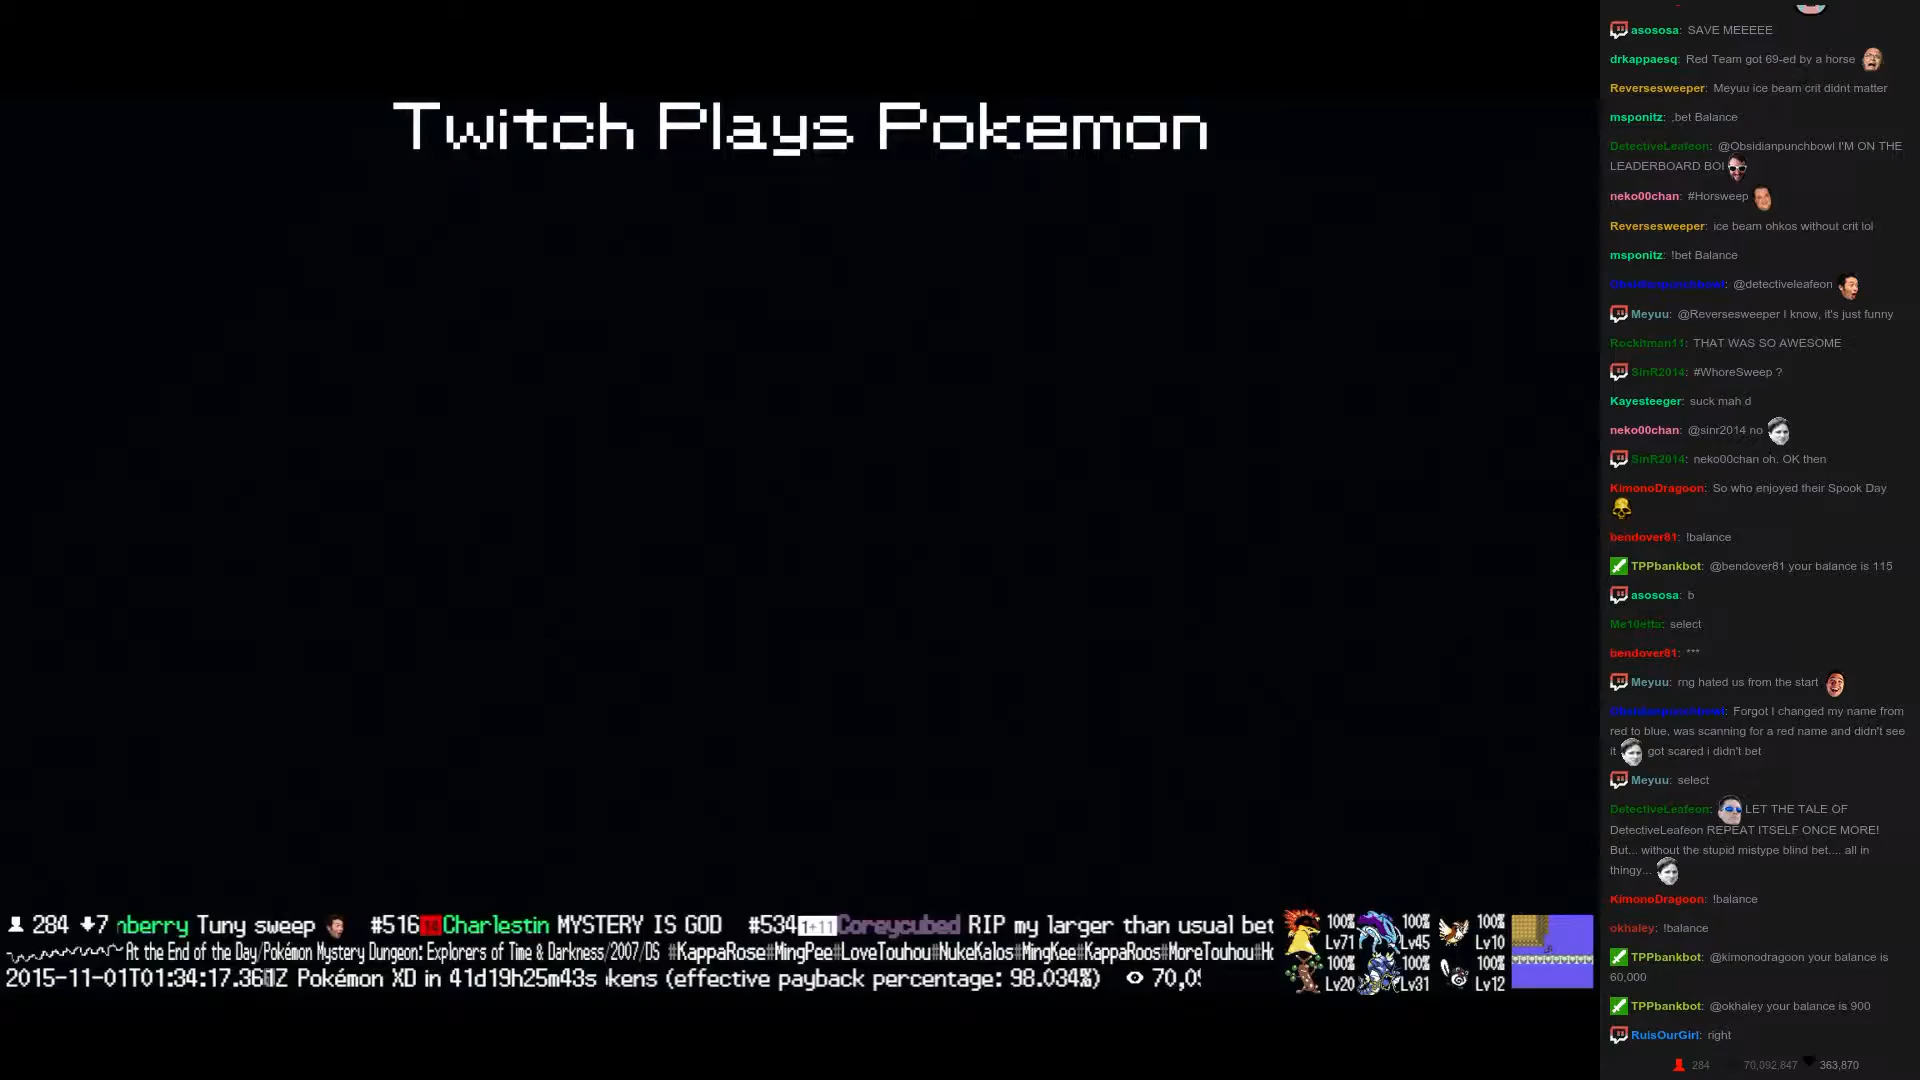 Twitch Plays Pokemon
asososa: SAVE MEEEEE
drkappaesq: Red Team got 69-ed by a horse
Reversesweeper: Meyuu ice beam crit didnt matter
msponitz: ,bet Balance
DetectiveLeafeon: @Obsidianpunchbowl I'M ON THE
LEADERBOARD BOI
neko00chan: #Horsweep
Reversesweeper: ice beam ohkos without crit lol
msponitz: !bet Balance
Obsidianpunchbowl: @detectiveleafeon
Meyuu: @Reversesweeper I know, it's just funny
Rockitman11: THAT WAS SO AWESOME
SinR2014: #WhoreSweep ?
Kayesteeger: suck mah d
neko00chan: @sinr2014 no
SinR2014: neko00chan oh. OK then
KimonoDragoon: So who enjoyed their Spook Day
bendover81: !balance
TPPbankbot: @bendover81 your balance is 115
asososa: b
Me10etta: select
bendover81: ***
Meyuu: rng hated us from the start
Obsidianpunchbowl: Forgot I changed my name from
red to blue, was scanning for a red name and didn't see
it got scared i didn't bet
Meyuu: select
DetectiveLeafeon: LET THE TALE OF
DetectiveLeafeon REPEAT ITSELF ONCE MORE!
But... without the stupid mistype blind bet.... all in
thingy...
KimonoDragoon: !balance
okhaley: !balance
TPPbankbot: @kimonodragoon your balance is
60,000
TPPbankbot: @okhaley your balance is 900
RuisOurGirl: right
284 70,092,847 363,870
284 7 nberry Tuny sweep #516 Charlestin MYSTERY IS GOD #534 1+11 Coreycubed RIP my larger than usual bet
At the End of the Day/Pokémon Mystery Dungeon: Explorers of Time & Darkness/2007/DS #KappaRose#MingPee#LoveTouhou#NukeKalos#MingKee#KappaRoos#MoreTouhou#Ho
2015-11-01T01:34:17.36 Z Pokémon XD in 41d19h25m43s okens (effective payback percentage: 98.034%) 70,09
100% 100% 100%
Lv71 Lv45 Lv10
100% 100% 100%
Lv20 Lv31 Lv12